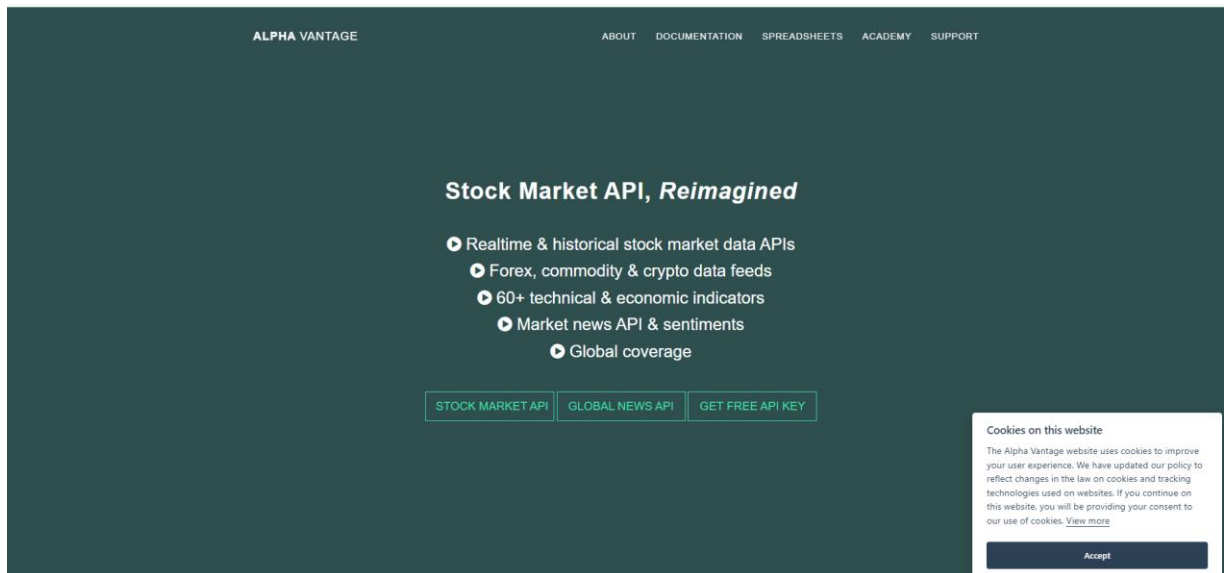 ALPHA VANTAGE
ABOUT DOCUMENTATION SPREADSHEETS ACADEMY SUPPORT
Stock Market API, Reimagined
Realtime & historical stock market data APIs
Forex, commodity & crypto data feeds
60+ technical & economic indicators
Market news API & sentiments
Global coverage
STOCK MARKET API GLOBAL NEWS API GET FREE API KEY
Cookies on this website
The Alpha Vantage website uses cookies to improve
your user experience. We have updated our policy to
reflect changes in the law on cookies and tracking
technologies used on websites. If you continue on
this website, you will be providing your consent to
our use of cookies. View more
Accept